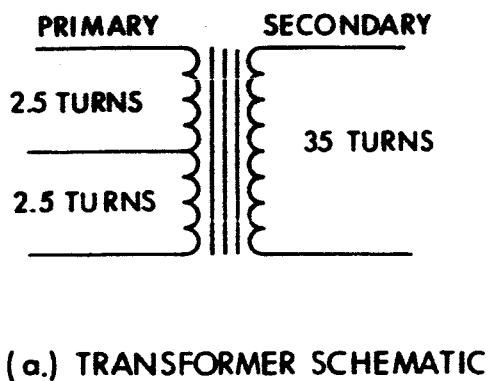 PRIMARY SECONDARY
2.5 TURNS
35 TURNS
2.5 TURNS
(a.) TRANSFORMER SCHEMATIC